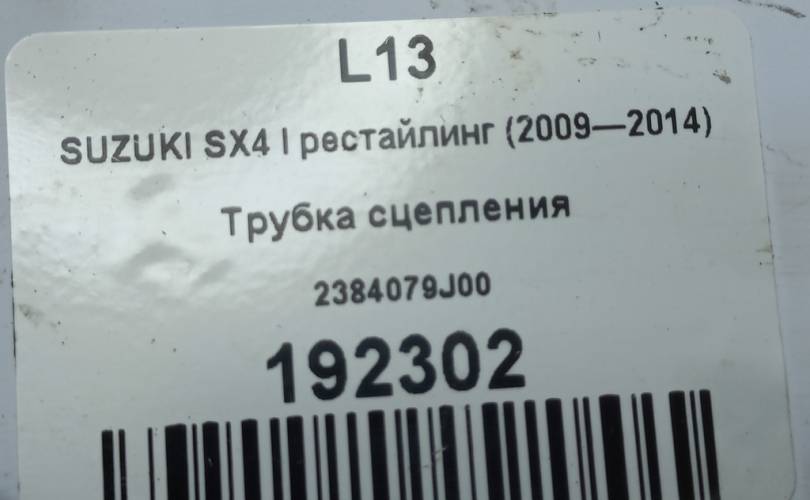 L13
SUZUKI SX4 I рестайлинг (2009—2014)
Трубка сцепления
2384079J00
192302